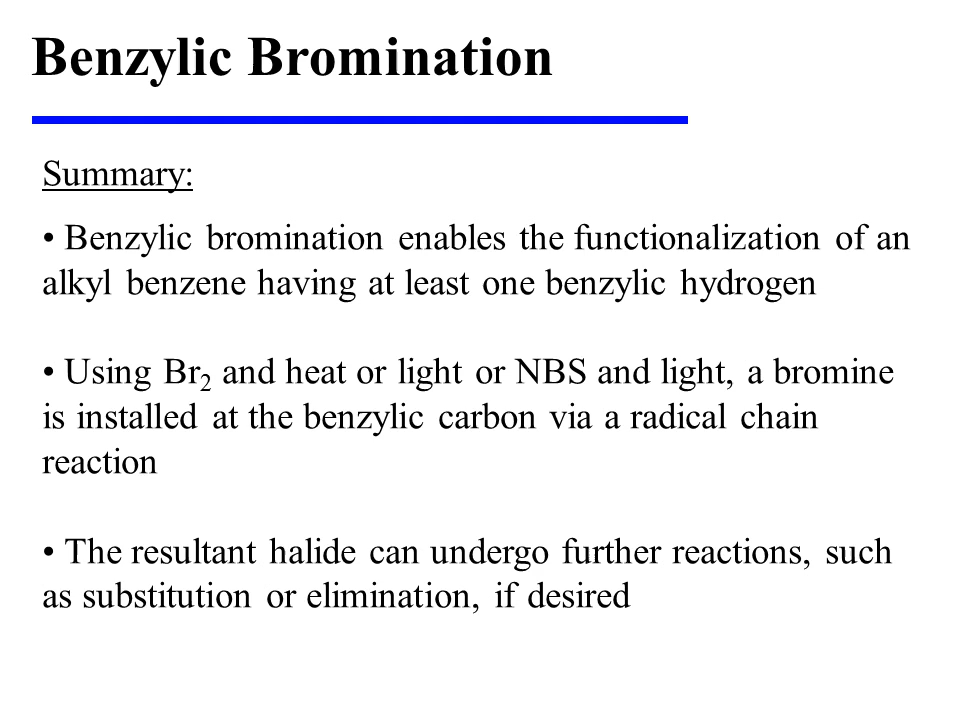 Benzylic Bromination
Summary:
• Benzylic bromination enables the functionalization of an
alkyl benzene having at least one benzylic hydrogen
• Using Br₂ and heat or light or NBS and light, a bromine
is installed at the benzylic carbon via a radical chain
reaction
• The resultant halide can undergo further reactions, such
as substitution or elimination, if desired